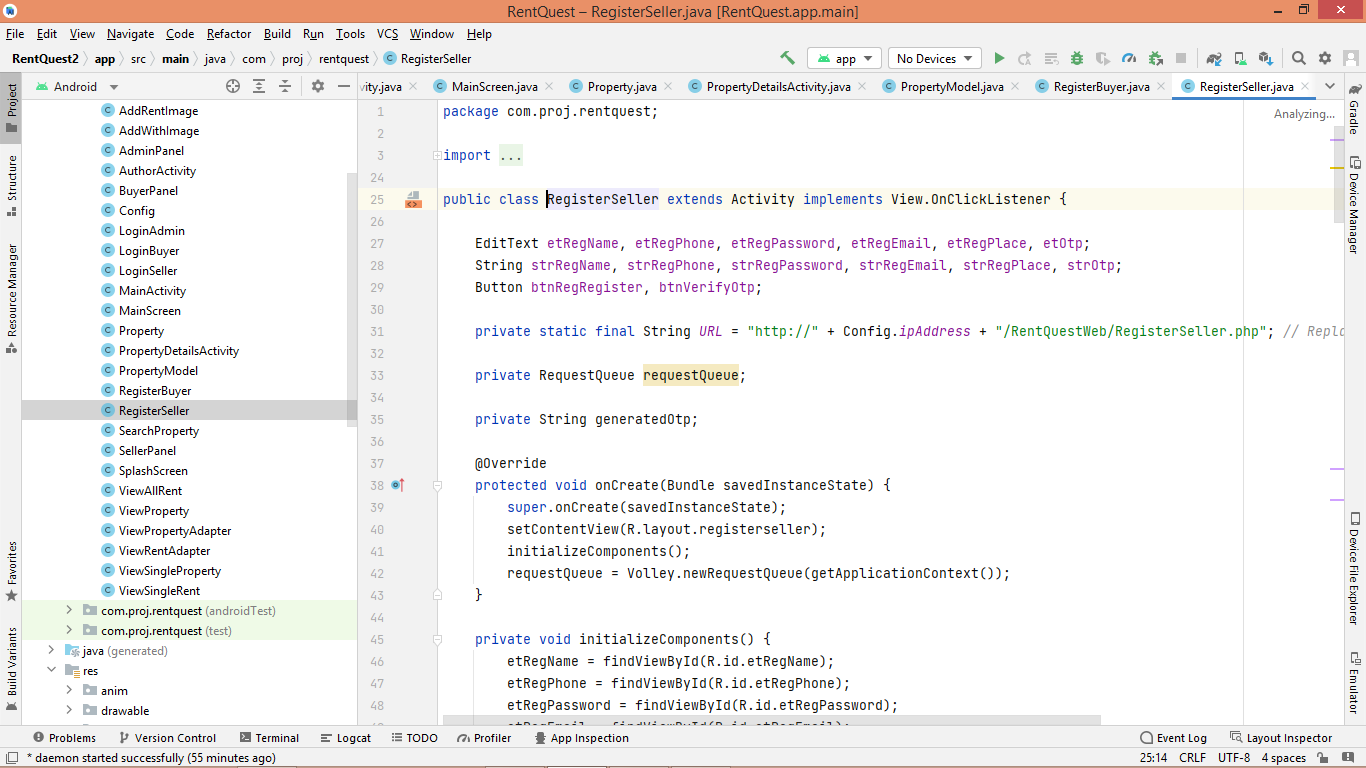 RentQuest – RegisterSeller.java [RentQuest.app.main]
File Edit View Navigate Code Refactor Build Run Tools VCS Window Help
RentQuest2 app src main java com proj rentquest RegisterSeller app No Devices
Project
Structure
Resource Manager
Favorites
Build Variants
Android
AddRentImage
AddWithImage
AdminPanel
AuthorActivity
BuyerPanel
Config
LoginAdmin
LoginBuyer
LoginSeller
MainActivity
MainScreen
Property
PropertyDetailsActivity
PropertyModel
RegisterBuyer
RegisterSeller
SearchProperty
SellerPanel
SplashScreen
ViewAllRent
ViewProperty
ViewPropertyAdapter
ViewRentAdapter
ViewSingleProperty
ViewSingleRent
com.proj.rentquest (androidTest)
com.proj.rentquest (test)
java (generated)
res
anim
drawable
vity.java MainScreen.java Property.java PropertyDetailsActivity.java PropertyModel.java RegisterBuyer.java RegisterSeller.java
Analyzing...
1 package com.proj.rentquest;
2
3 import ...
24
25 public class RegisterSeller extends Activity implements View.OnClickListener {
26
27 EditText etRegName, etRegPhone, etRegPassword, etRegEmail, etRegPlace, etOtp;
28 String strRegName, strRegPhone, strRegPassword, strRegEmail, strRegPlace, strOtp;
29 Button btnRegRegister, btnVerifyOtp;
30
31 private static final String URL = "http://" + Config.ipAddress + "/RentQuestWeb/RegisterSeller.php"; // Repla
32
33 private RequestQueue requestQueue;
34
35 private String generatedOtp;
36
37 @Override
38 protected void onCreate(Bundle savedInstanceState) {
39 super.onCreate(savedInstanceState);
40 setContentView(R.layout.registerseller);
41 initializeComponents();
42 requestQueue = Volley.newRequestQueue(getApplicationContext());
43 }
44
45 private void initializeComponents() {
46 etRegName = findViewById(R.id.etRegName);
47 etRegPhone = findViewById(R.id.etRegPhone);
48 etRegPassword = findViewById(R.id.etRegPassword);
etRegEmail = findViewById(R.id.etRegEmail);
Gradle
Device Manager
Device File Explorer
Emulator
Problems Version Control Terminal Logcat TODO Profiler App Inspection Event Log Layout Inspector
* daemon started successfully (55 minutes ago) 25:14 CRLF UTF-8 4 spaces